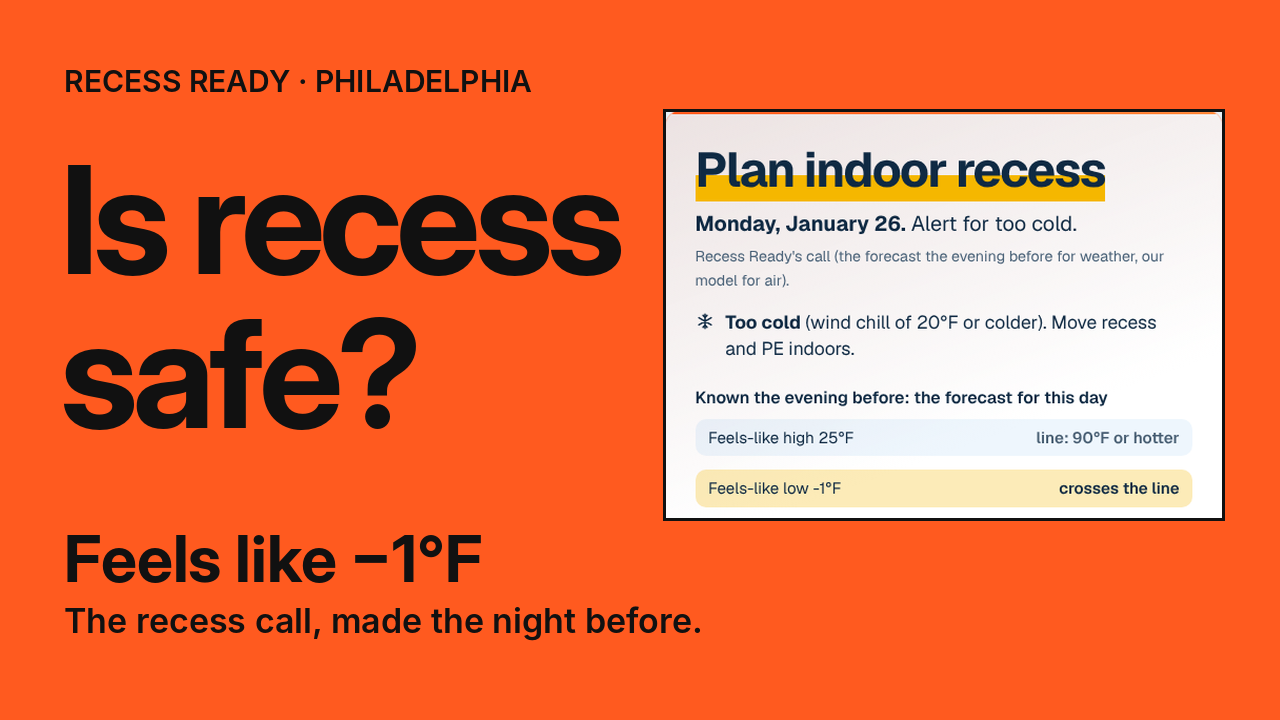 RECESS READY · PHILADELPHIA
Is recess
safe?
Feels like −1°F
The recess call, made the night before.
Plan indoor recess
Monday, January 26. Alert for too cold.
Recess Ready's call (the forecast the evening before for weather, our
model for air).
Too cold (wind chill of 20°F or colder). Move recess
and PE indoors.
Known the evening before: the forecast for this day
Feels-like high 25°F line: 90°F or hotter
Feels-like low -1°F crosses the line